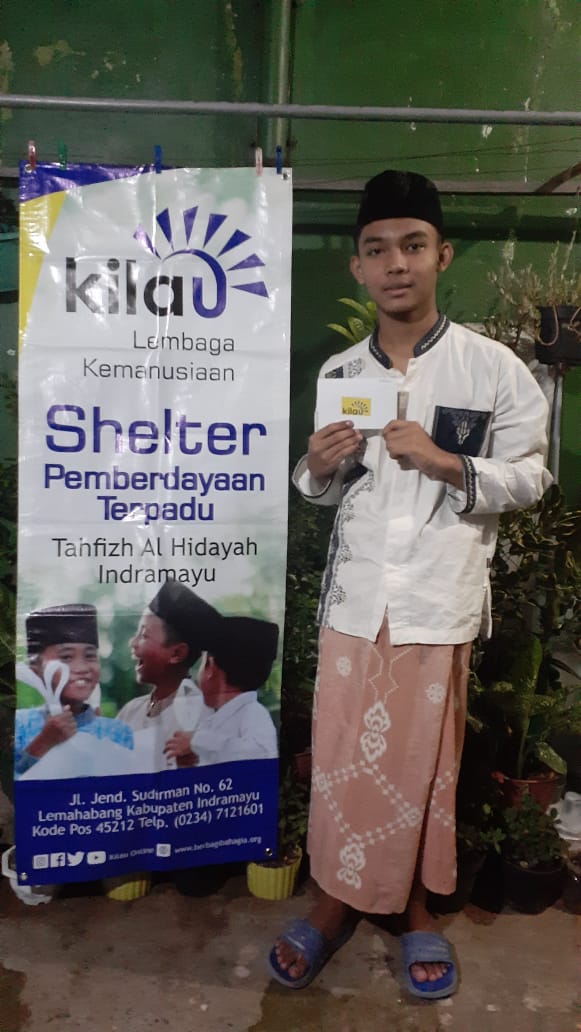 kilau
Lembaga
Kemanusiaan
Shelter
Pemberdayaan
Terpadu
Tahfizh Al Hidayah
Indramayu
Jl. Jend. Sudirman No. 62
Lemahabang Kabupaten Indramayu
Kode Pos 45212 Telp. (0234) 7121601
Kilau Online www.berbagibahagia.org
kilau